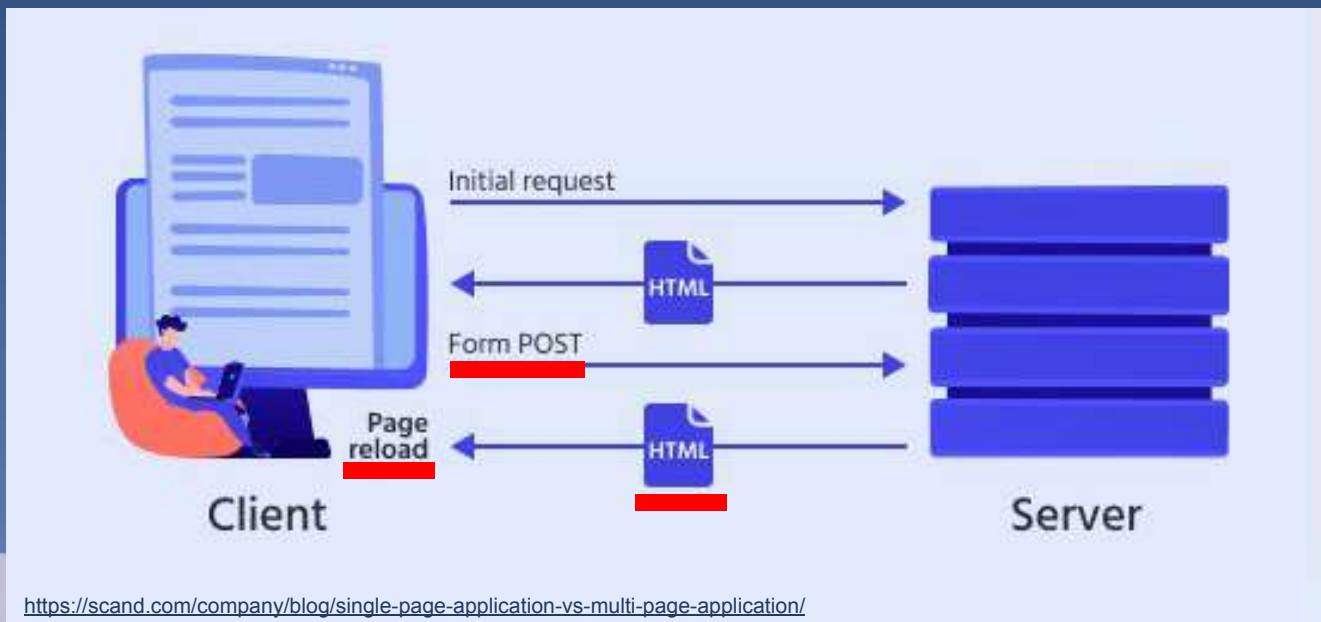 Initial request
HTML
Form POST
Page
reload
HTML
Client
Server
https://scand.com/company/blog/single-page-application-vs-multi-page-application/